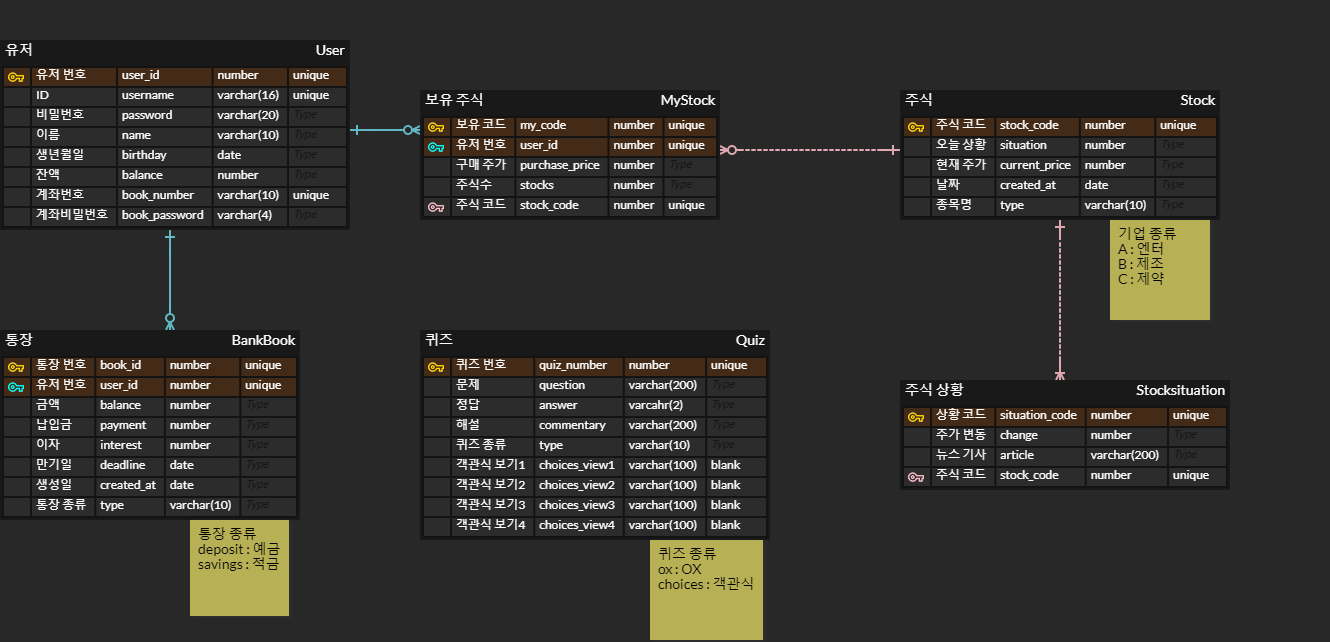 유저 User
유저 번호 user_id number unique
ID username varchar(16) unique
비밀번호 password varchar(20) Type
이름 name varchar(10) Type
생년월일 birthday date Type
잔액 balance number Type
계좌번호 book_number varchar(10) unique
계좌비밀번호 book_password varchar(4) Type
보유 주식 MyStock
보유 코드 my_code number unique
유저 번호 user_id number unique
구매 주가 purchase_price number Type
주식수 stocks number Type
주식 코드 stock_code number unique
주식 Stock
주식 코드 stock_code number unique
오늘 상황 situation number Type
현재 주가 current_price number Type
날짜 created_at date Type
종목명 type varchar(10) Type
기업 종류
A : 엔터
B : 제조
C : 제약
통장 BankBook
통장 번호 book_id number unique
유저 번호 user_id number unique
금액 balance number Type
납입금 payment number Type
이자 interest number Type
만기일 deadline date Type
생성일 created_at date Type
통장 종류 type varchar(10) Type
통장 종류
deposit : 예금
savings : 적금
퀴즈 Quiz
퀴즈 번호 quiz_number number unique
문제 question varchar(200) Type
정답 answer varcahr(2) Type
해설 commentary varchar(200) Type
퀴즈 종류 type varchar(10) Type
객관식 보기1 choices_view1 varchar(100) blank
객관식 보기2 choices_view2 varchar(100) blank
객관식 보기3 choices_view3 varchar(100) blank
객관식 보기4 choices_view4 varchar(100) blank
퀴즈 종류
ox : OX
choices : 객관식
주식 상황 Stocksituation
상황 코드 situation_code number unique
주가 변동 change number Type
뉴스 기사 article varchar(200) Type
주식 코드 stock_code number unique